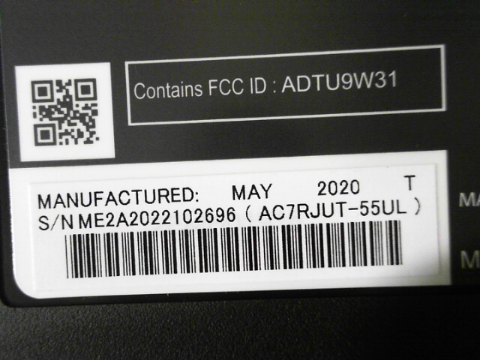 Contains FCC ID : ADTU9W31
MANUFACTURED: MAY 2020 T
S/N ME2A2022102696 ( AC7RJUT-55UL )